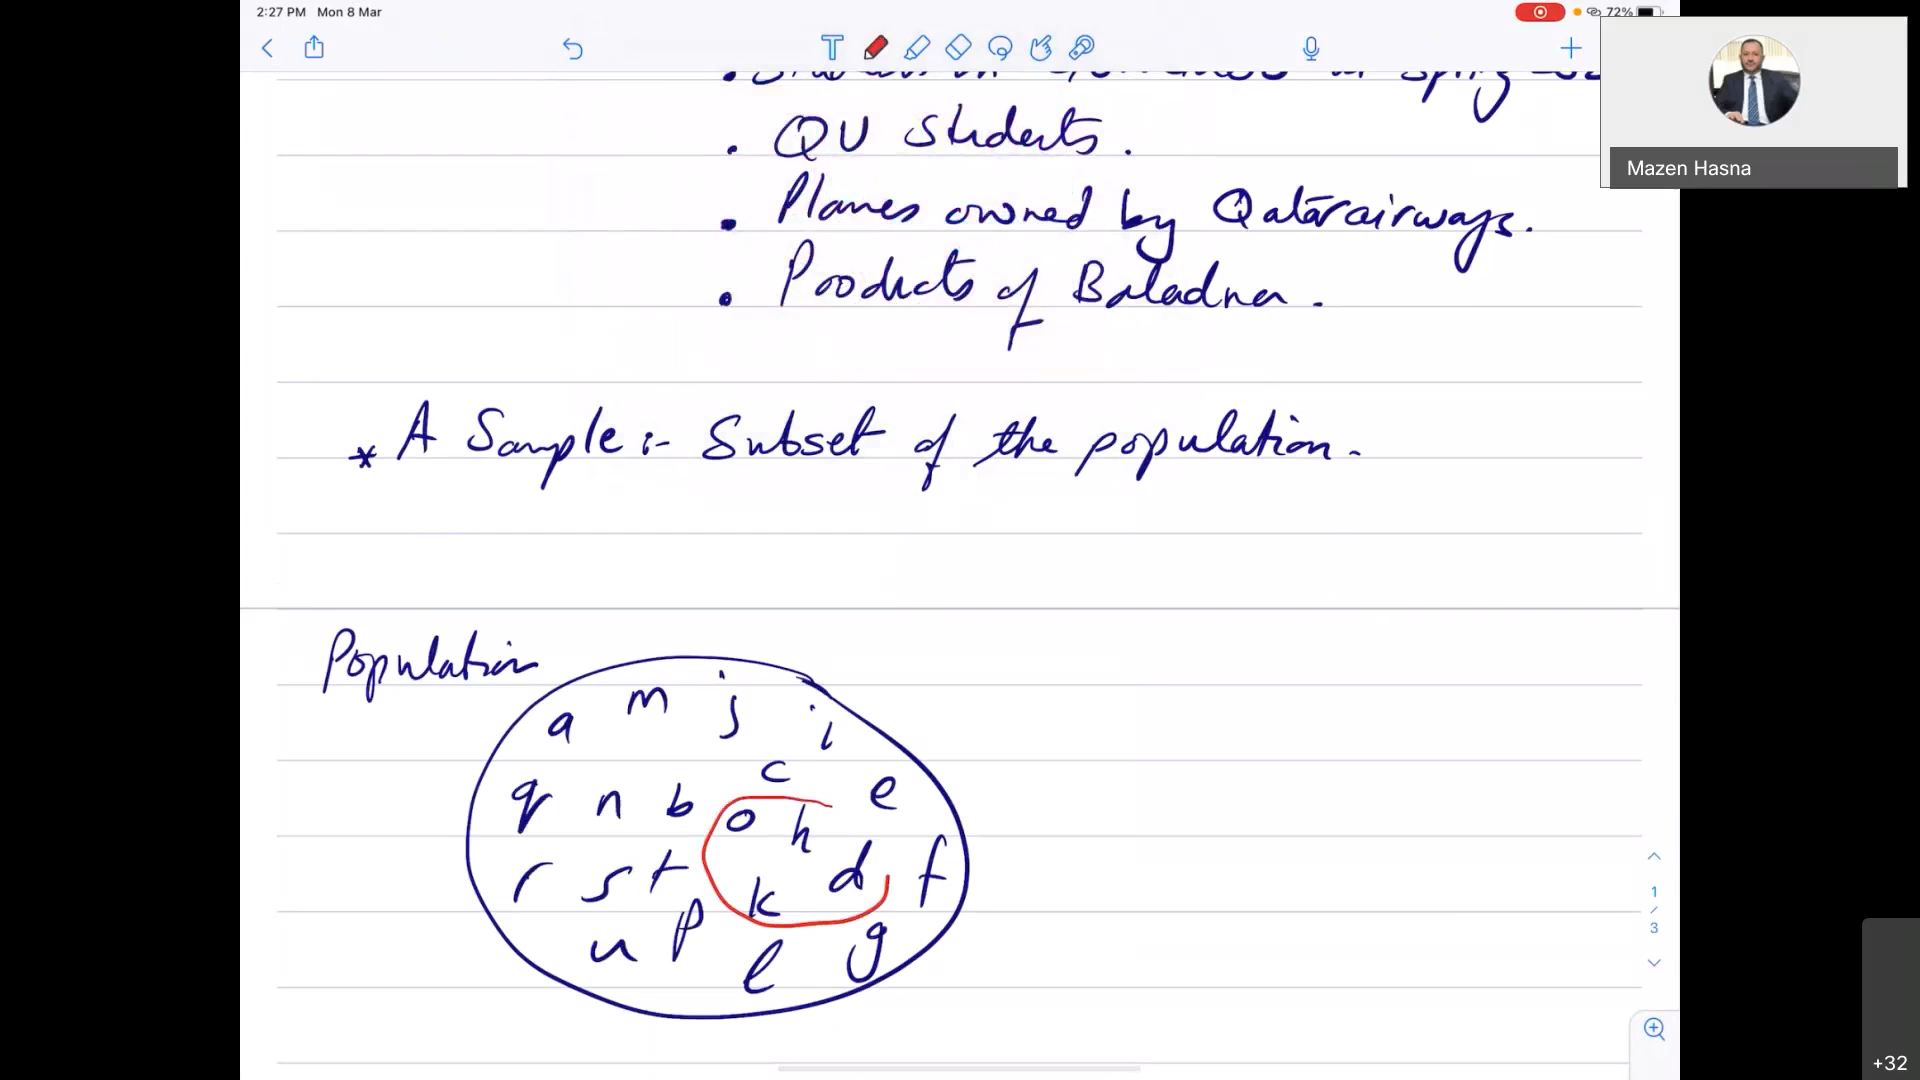 2:27 PM Mon 8 Mar
72%
T
Mazen Hasna
• QU Students.
• Planes owned by Qatarairways.
• Products of Baladna.
* A Sample :- Subset of the population.
Population
a m j i
c e
q n b o h
r s t k d f
u p l g
1
/
3
+32